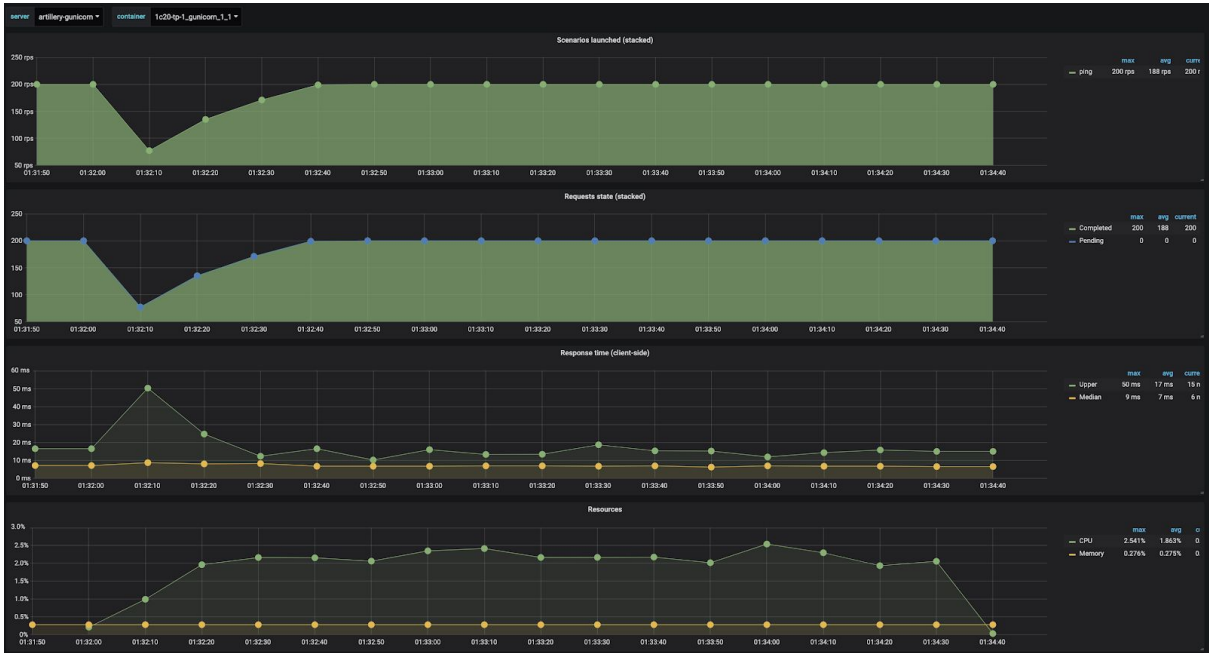 server artillery-gunicorn container 1c20-tp-1_gunicorn_1_1
Scenarios launched (stacked)
250 rps
200 rps
150 rps
100 rps
50 rps
01:31:50 01:32:00 01:32:10 01:32:20 01:32:30 01:32:40 01:32:50 01:33:00 01:33:10 01:33:20 01:33:30 01:33:40 01:33:50 01:34:00 01:34:10 01:34:20 01:34:30 01:34:40
max avg curre
ping 200 rps 188 rps 200 r
Requests state (stacked)
250
200
150
100
50
01:31:50 01:32:00 01:32:10 01:32:20 01:32:30 01:32:40 01:32:50 01:33:00 01:33:10 01:33:20 01:33:30 01:33:40 01:33:50 01:34:00 01:34:10 01:34:20 01:34:30 01:34:40
max avg current
Completed 200 188 200
Pending 0 0 0
Response time (client-side)
60 ms
50 ms
40 ms
30 ms
20 ms
10 ms
0 ms
01:31:50 01:32:00 01:32:10 01:32:20 01:32:30 01:32:40 01:32:50 01:33:00 01:33:10 01:33:20 01:33:30 01:33:40 01:33:50 01:34:00 01:34:10 01:34:20 01:34:30 01:34:40
max avg curre
Upper 50 ms 17 ms 15 n
Median 9 ms 7 ms 6 n
Resources
3.0%
2.5%
2.0%
1.5%
1.0%
0.5%
0%
01:31:50 01:32:00 01:32:10 01:32:20 01:32:30 01:32:40 01:32:50 01:33:00 01:33:10 01:33:20 01:33:30 01:33:40 01:33:50 01:34:00 01:34:10 01:34:20 01:34:30 01:34:40
max avg c
CPU 2.541% 1.863% 0.
Memory 0.276% 0.275% 0.